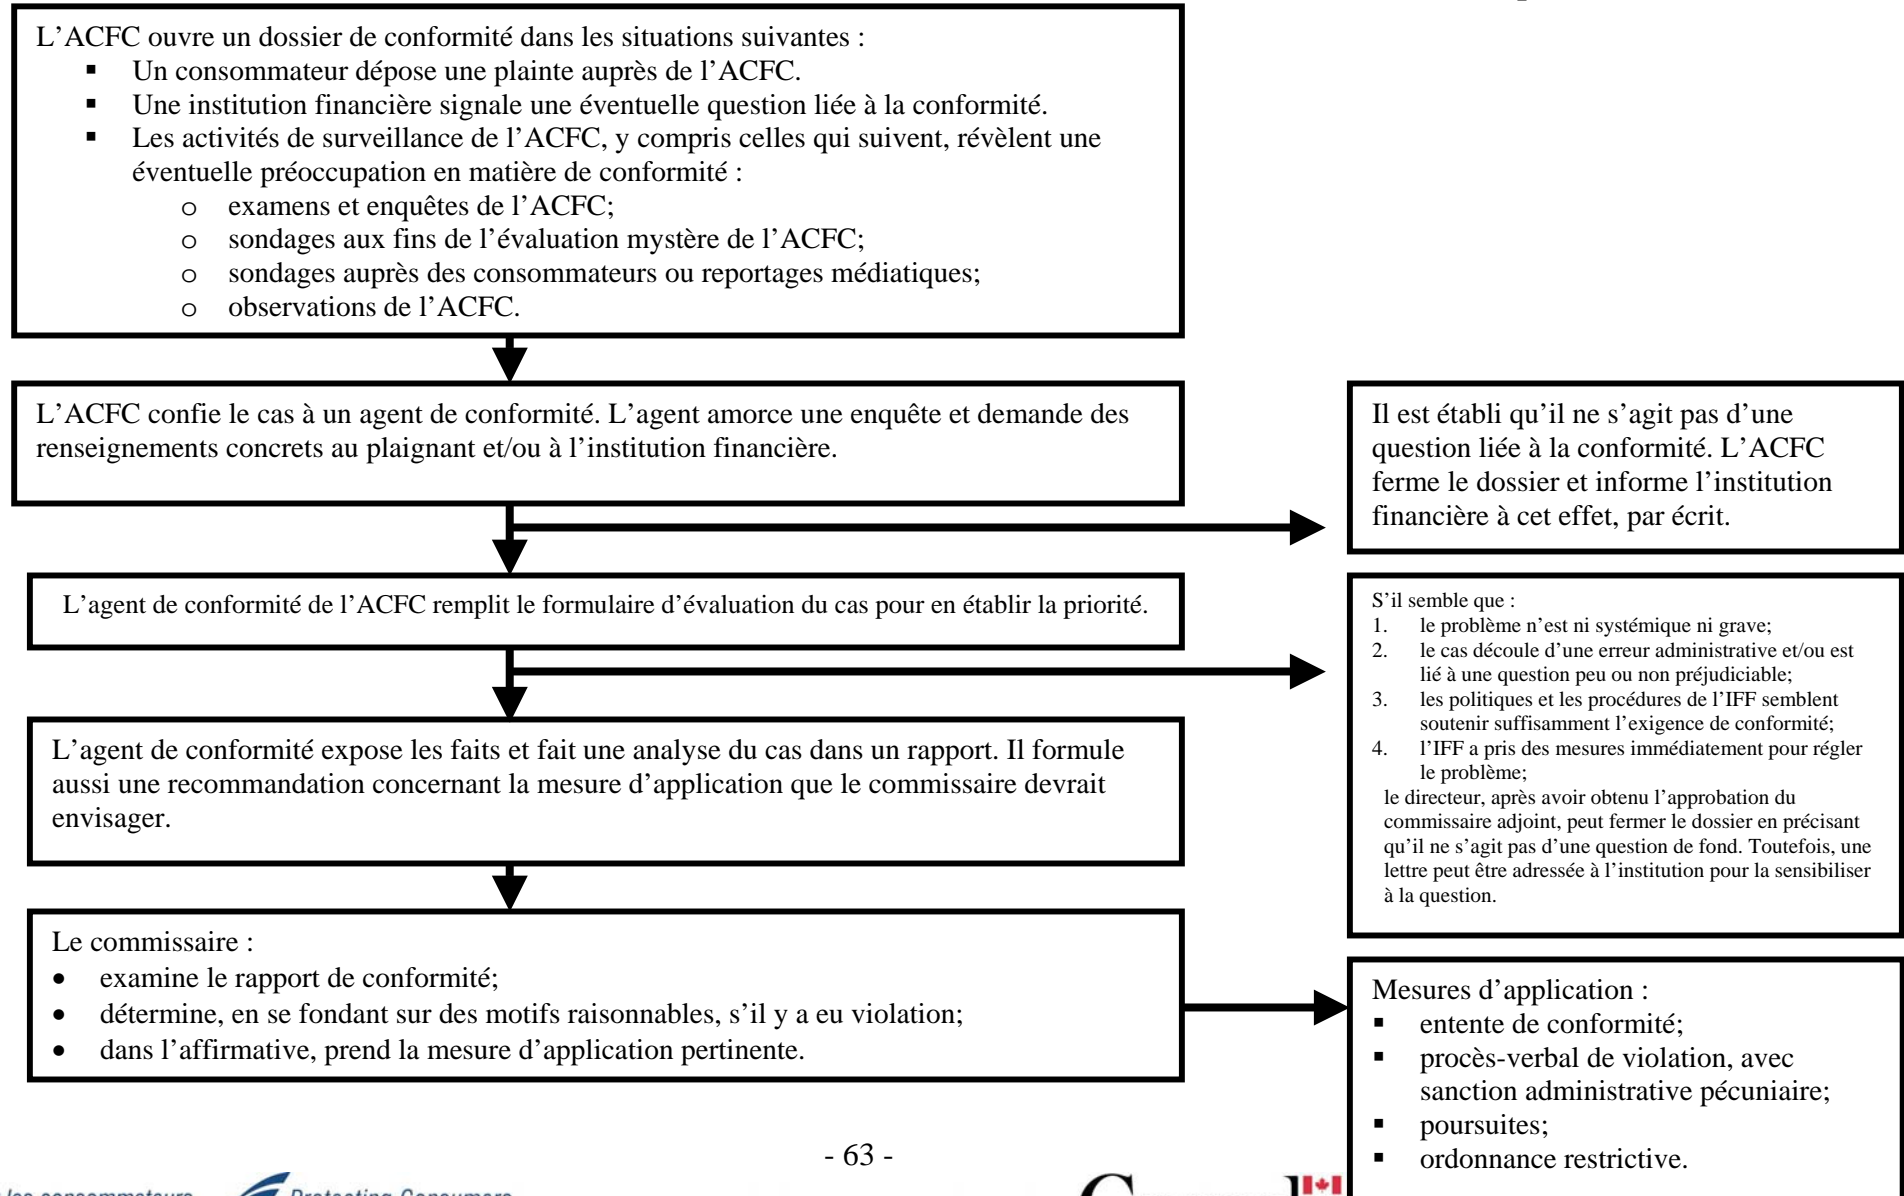 L’ACFC ouvre un dossier de conformité dans les situations suivantes :
▪ Un consommateur dépose une plainte auprès de l’ACFC.
▪ Une institution financière signale une éventuelle question liée à la conformité.
▪ Les activités de surveillance de l’ACFC, y compris celles qui suivent, révèlent une
éventuelle préoccupation en matière de conformité :
o examens et enquêtes de l’ACFC;
o sondages aux fins de l’évaluation mystère de l’ACFC;
o sondages auprès des consommateurs ou reportages médiatiques;
o observations de l’ACFC.
L’ACFC confie le cas à un agent de conformité. L’agent amorce une enquête et demande des
renseignements concrets au plaignant et/ou à l’institution financière.
Il est établi qu’il ne s’agit pas d’une
question liée à la conformité. L’ACFC
ferme le dossier et informe l’institution
financière à cet effet, par écrit.
L’agent de conformité de l’ACFC remplit le formulaire d’évaluation du cas pour en établir la priorité.
S’il semble que :
1. le problème n’est ni systémique ni grave;
2. le cas découle d’une erreur administrative et/ou est
lié à une question peu ou non préjudiciable;
3. les politiques et les procédures de l’IFF semblent
soutenir suffisamment l’exigence de conformité;
4. l’IFF a pris des mesures immédiatement pour régler
le problème;
le directeur, après avoir obtenu l’approbation du
commissaire adjoint, peut fermer le dossier en précisant
qu’il ne s’agit pas d’une question de fond. Toutefois, une
lettre peut être adressée à l’institution pour la sensibiliser
à la question.
L’agent de conformité expose les faits et fait une analyse du cas dans un rapport. Il formule
aussi une recommandation concernant la mesure d’application que le commissaire devrait
envisager.
Le commissaire :
• examine le rapport de conformité;
• détermine, en se fondant sur des motifs raisonnables, s’il y a eu violation;
• dans l’affirmative, prend la mesure d’application pertinente.
Mesures d’application :
▪ entente de conformité;
▪ procès-verbal de violation, avec
sanction administrative pécuniaire;
▪ poursuites;
▪ ordonnance restrictive.
- 63 -
les consommateurs
Protecting Consumers